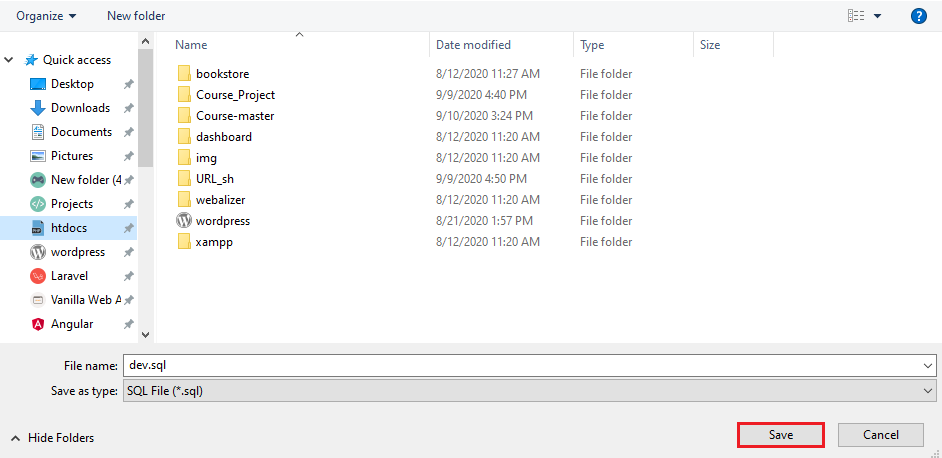 Organize New folder ?
Name Date modified Type Size
Quick access
Desktop
Downloads
Documents
Pictures
New folder (4
Projects
htdocs
wordpress
Laravel
Vanilla Web A
Angular
bookstore 8/12/2020 11:27 AM File folder
Course_Project 9/9/2020 4:40 PM File folder
Course-master 9/10/2020 3:24 PM File folder
dashboard 8/12/2020 11:20 AM File folder
img 8/12/2020 11:20 AM File folder
URL_sh 9/9/2020 4:50 PM File folder
webalizer 8/12/2020 11:20 AM File folder
wordpress 8/21/2020 1:57 PM File folder
xampp 8/12/2020 11:20 AM File folder
File name: dev.sql
Save as type: SQL File (*.sql)
Hide Folders Save Cancel